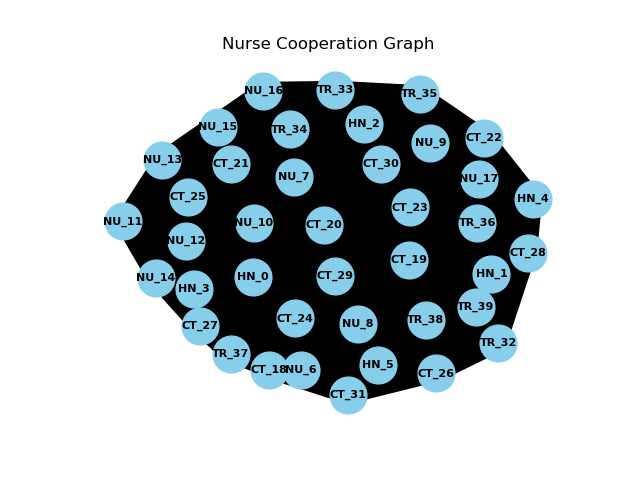 Nurse Cooperation Graph
NU_16
TR_33
TR_35
NU_15
TR_34
HN_2
CT_22
NU_9
NU_13
CT_21
CT_30
NU_7
NU_17
CT_25
HN_4
CT_23
NU_11
NU_10
CT_20
TR_36
NU_12
CT_28
CT_19
NU_14
HN_3
HN_0
CT_29
HN_1
TR_39
CT_27
CT_24
NU_8
TR_38
TR_32
TR_37
CT_18
NU_6
HN_5
CT_26
CT_31